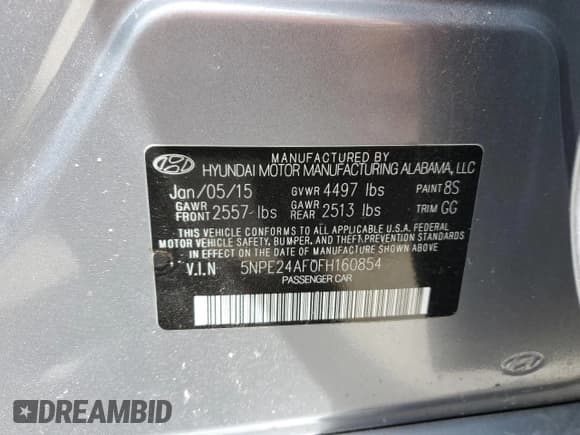 MANUFACTURED BY
HYUNDAI MOTOR MANUFACTURING ALABAMA, LLC
Jan/05/15 GVWR 4497 lbs PAINT 8S
GAWR FRONT 2557 lbs GAWR REAR 2513 lbs TRIM GG
THIS VEHICLE CONFORMS TO ALL APPLICABLE U.S.A. FEDERAL
MOTOR VEHICLE SAFETY, BUMPER, AND THEFT PREVENTION STANDARDS
IN EFFECT ON THE DATE OF MANUFACTURE SHOWN ABOVE.
V.I.N 5NPE24AF0FH160854
PASSENGER CAR
DREAMBID